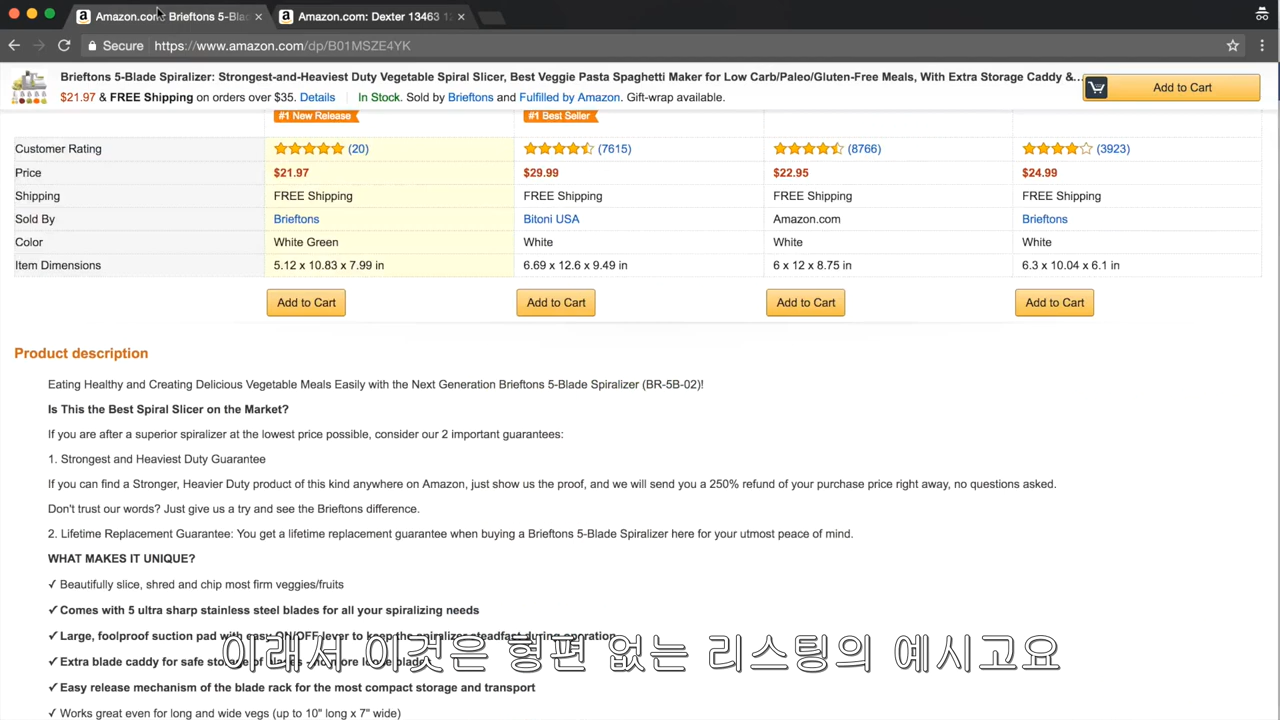 Amazon.com: Brieftons 5-Blad
Amazon.com: Dexter 13463 12
Secure https://www.amazon.com/dp/B01MSZE4YK
Brieftons 5-Blade Spiralizer: Strongest-and-Heaviest Duty Vegetable Spiral Slicer, Best Veggie Pasta Spaghetti Maker for Low Carb/Paleo/Gluten-Free Meals, With Extra Storage Caddy &...
$21.97 & FREE Shipping on orders over $35. Details In Stock. Sold by Brieftons and Fulfilled by Amazon. Gift-wrap available.
Add to Cart
#1 New Release #1 Best Seller
Customer Rating (20) (7615) (8766) (3923)
Price $21.97 $29.99 $22.95 $24.99
Shipping FREE Shipping FREE Shipping FREE Shipping FREE Shipping
Sold By Brieftons Bitoni USA Amazon.com Brieftons
Color White Green White White White
Item Dimensions 5.12 x 10.83 x 7.99 in 6.69 x 12.6 x 9.49 in 6 x 12 x 8.75 in 6.3 x 10.04 x 6.1 in
Add to Cart Add to Cart Add to Cart Add to Cart
Product description
Eating Healthy and Creating Delicious Vegetable Meals Easily with the Next Generation Brieftons 5-Blade Spiralizer (BR-5B-02)!
Is This the Best Spiral Slicer on the Market?
If you are after a superior spiralizer at the lowest price possible, consider our 2 important guarantees:
1. Strongest and Heaviest Duty Guarantee
If you can find a Stronger, Heavier Duty product of this kind anywhere on Amazon, just show us the proof, and we will send you a 250% refund of your purchase price right away, no questions asked.
Don't trust our words? Just give us a try and see the Brieftons difference.
2. Lifetime Replacement Guarantee: You get a lifetime replacement guarantee when buying a Brieftons 5-Blade Spiralizer here for your utmost peace of mind.
WHAT MAKES IT UNIQUE?
✓ Beautifully slice, shred and chip most firm veggies/fruits
✓ Comes with 5 ultra sharp stainless steel blades for all your spiralizing needs
✓ Large, foolproof suction pad with easy ON/OFF lever to keep the spiralizer steadfast during operation
이래서 이것은 형편 없는 리스팅의 예시고요
✓ Extra blade caddy for safe storage of blades - no more loose blades
✓ Easy release mechanism of the blade rack for the most compact storage and transport
✓ Works great even for long and wide vegs (up to 10" long x 7" wide)